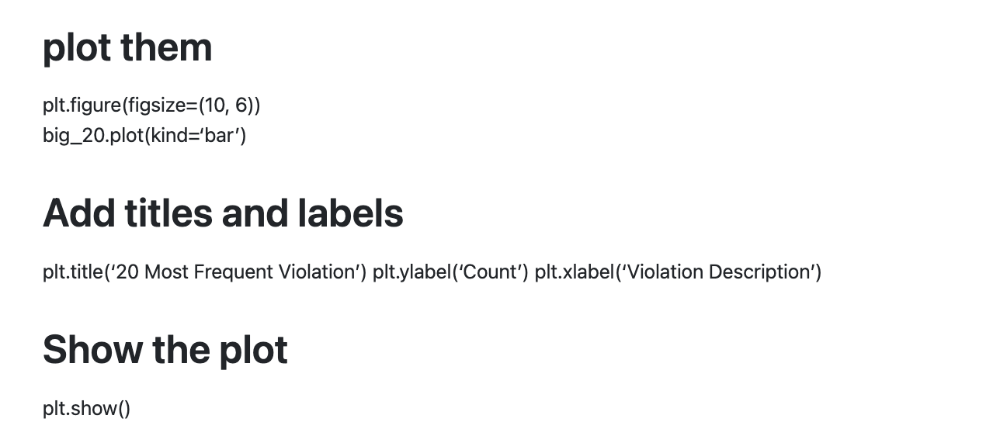 plot them
plt.figure(figsize=(10, 6))
big_20.plot(kind=‘bar’)
Add titles and labels
plt.title(‘20 Most Frequent Violation’) plt.ylabel(‘Count’) plt.xlabel(‘Violation Description’)
Show the plot
plt.show()